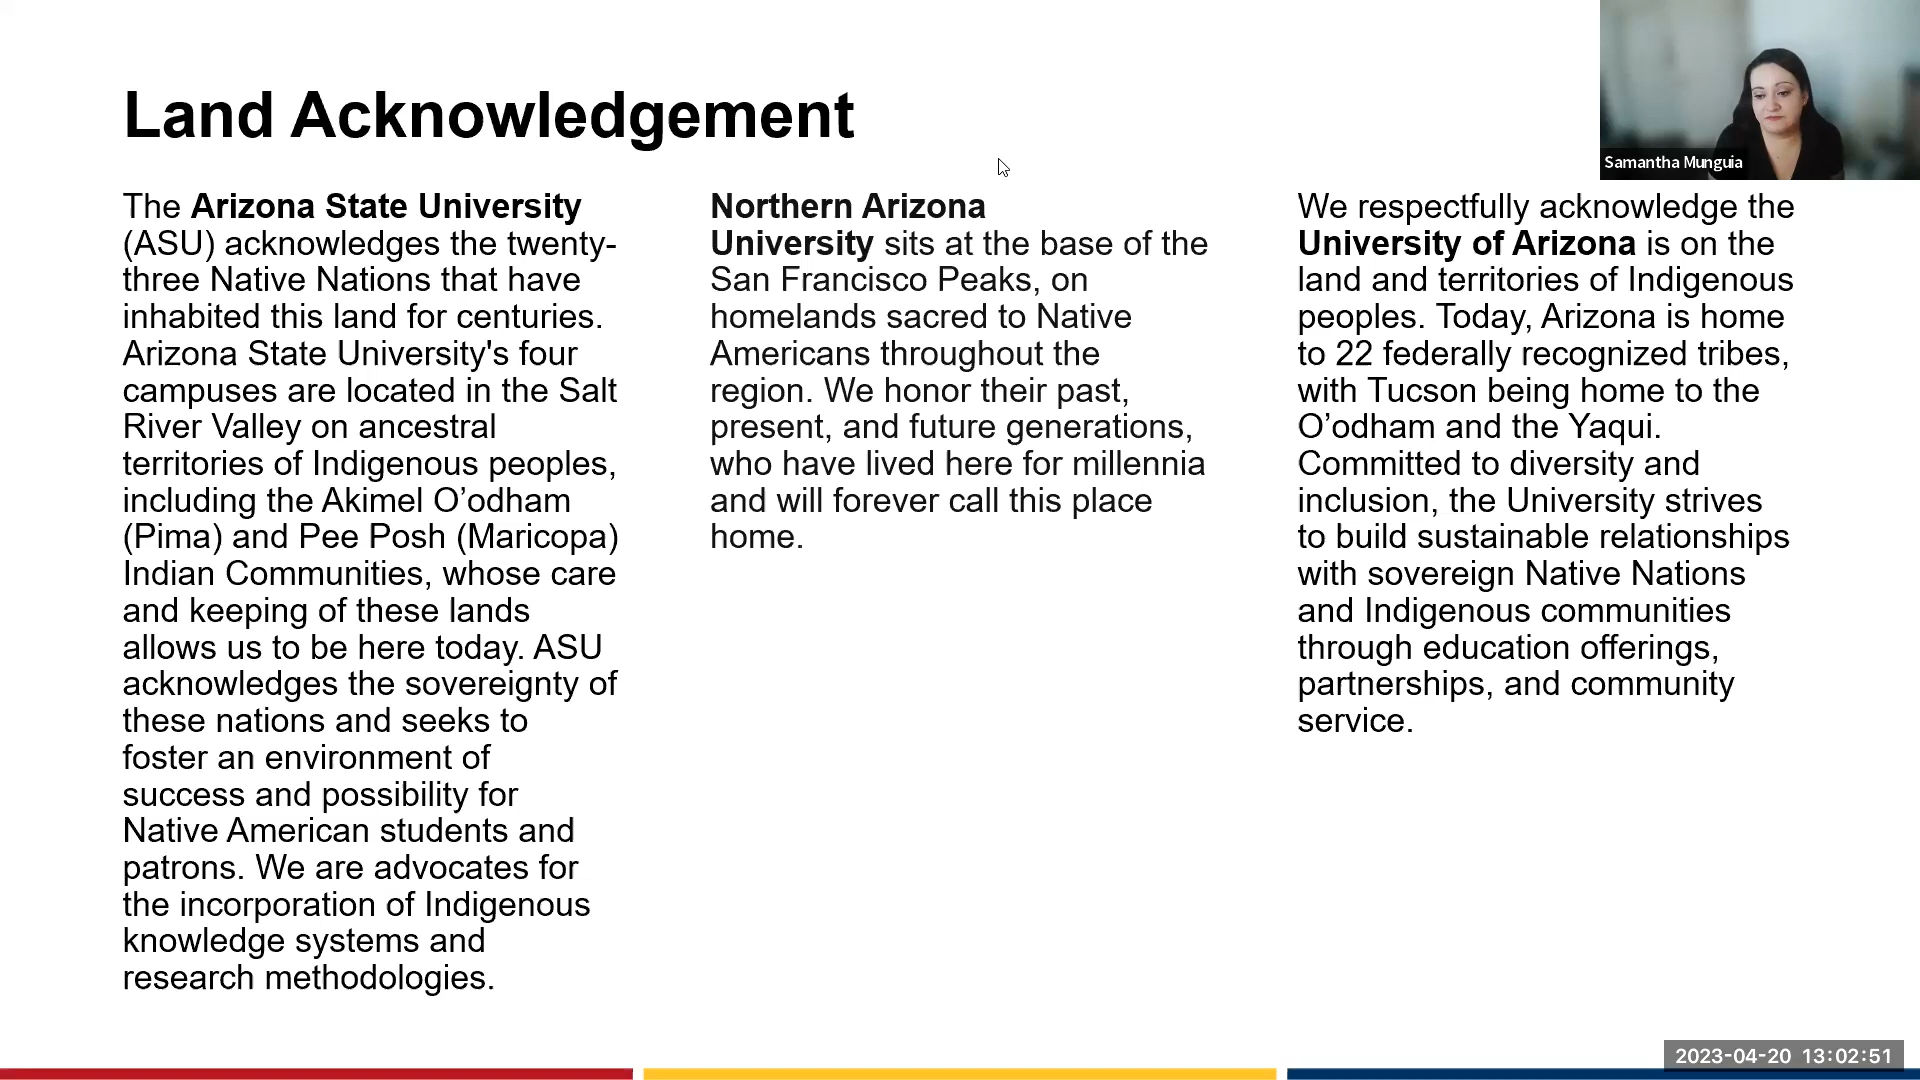 Land Acknowledgement
Samantha Munguia
The Arizona State University
(ASU) acknowledges the twenty-
three Native Nations that have
inhabited this land for centuries.
Arizona State University's four
campuses are located in the Salt
River Valley on ancestral
territories of Indigenous peoples,
including the Akimel O’odham
(Pima) and Pee Posh (Maricopa)
Indian Communities, whose care
and keeping of these lands
allows us to be here today. ASU
acknowledges the sovereignty of
these nations and seeks to
foster an environment of
success and possibility for
Native American students and
patrons. We are advocates for
the incorporation of Indigenous
knowledge systems and
research methodologies.
Northern Arizona
University sits at the base of the
San Francisco Peaks, on
homelands sacred to Native
Americans throughout the
region. We honor their past,
present, and future generations,
who have lived here for millennia
and will forever call this place
home.
We respectfully acknowledge the
University of Arizona is on the
land and territories of Indigenous
peoples. Today, Arizona is home
to 22 federally recognized tribes,
with Tucson being home to the
O’odham and the Yaqui.
Committed to diversity and
inclusion, the University strives
to build sustainable relationships
with sovereign Native Nations
and Indigenous communities
through education offerings,
partnerships, and community
service.
2023-04-20 13:02:51